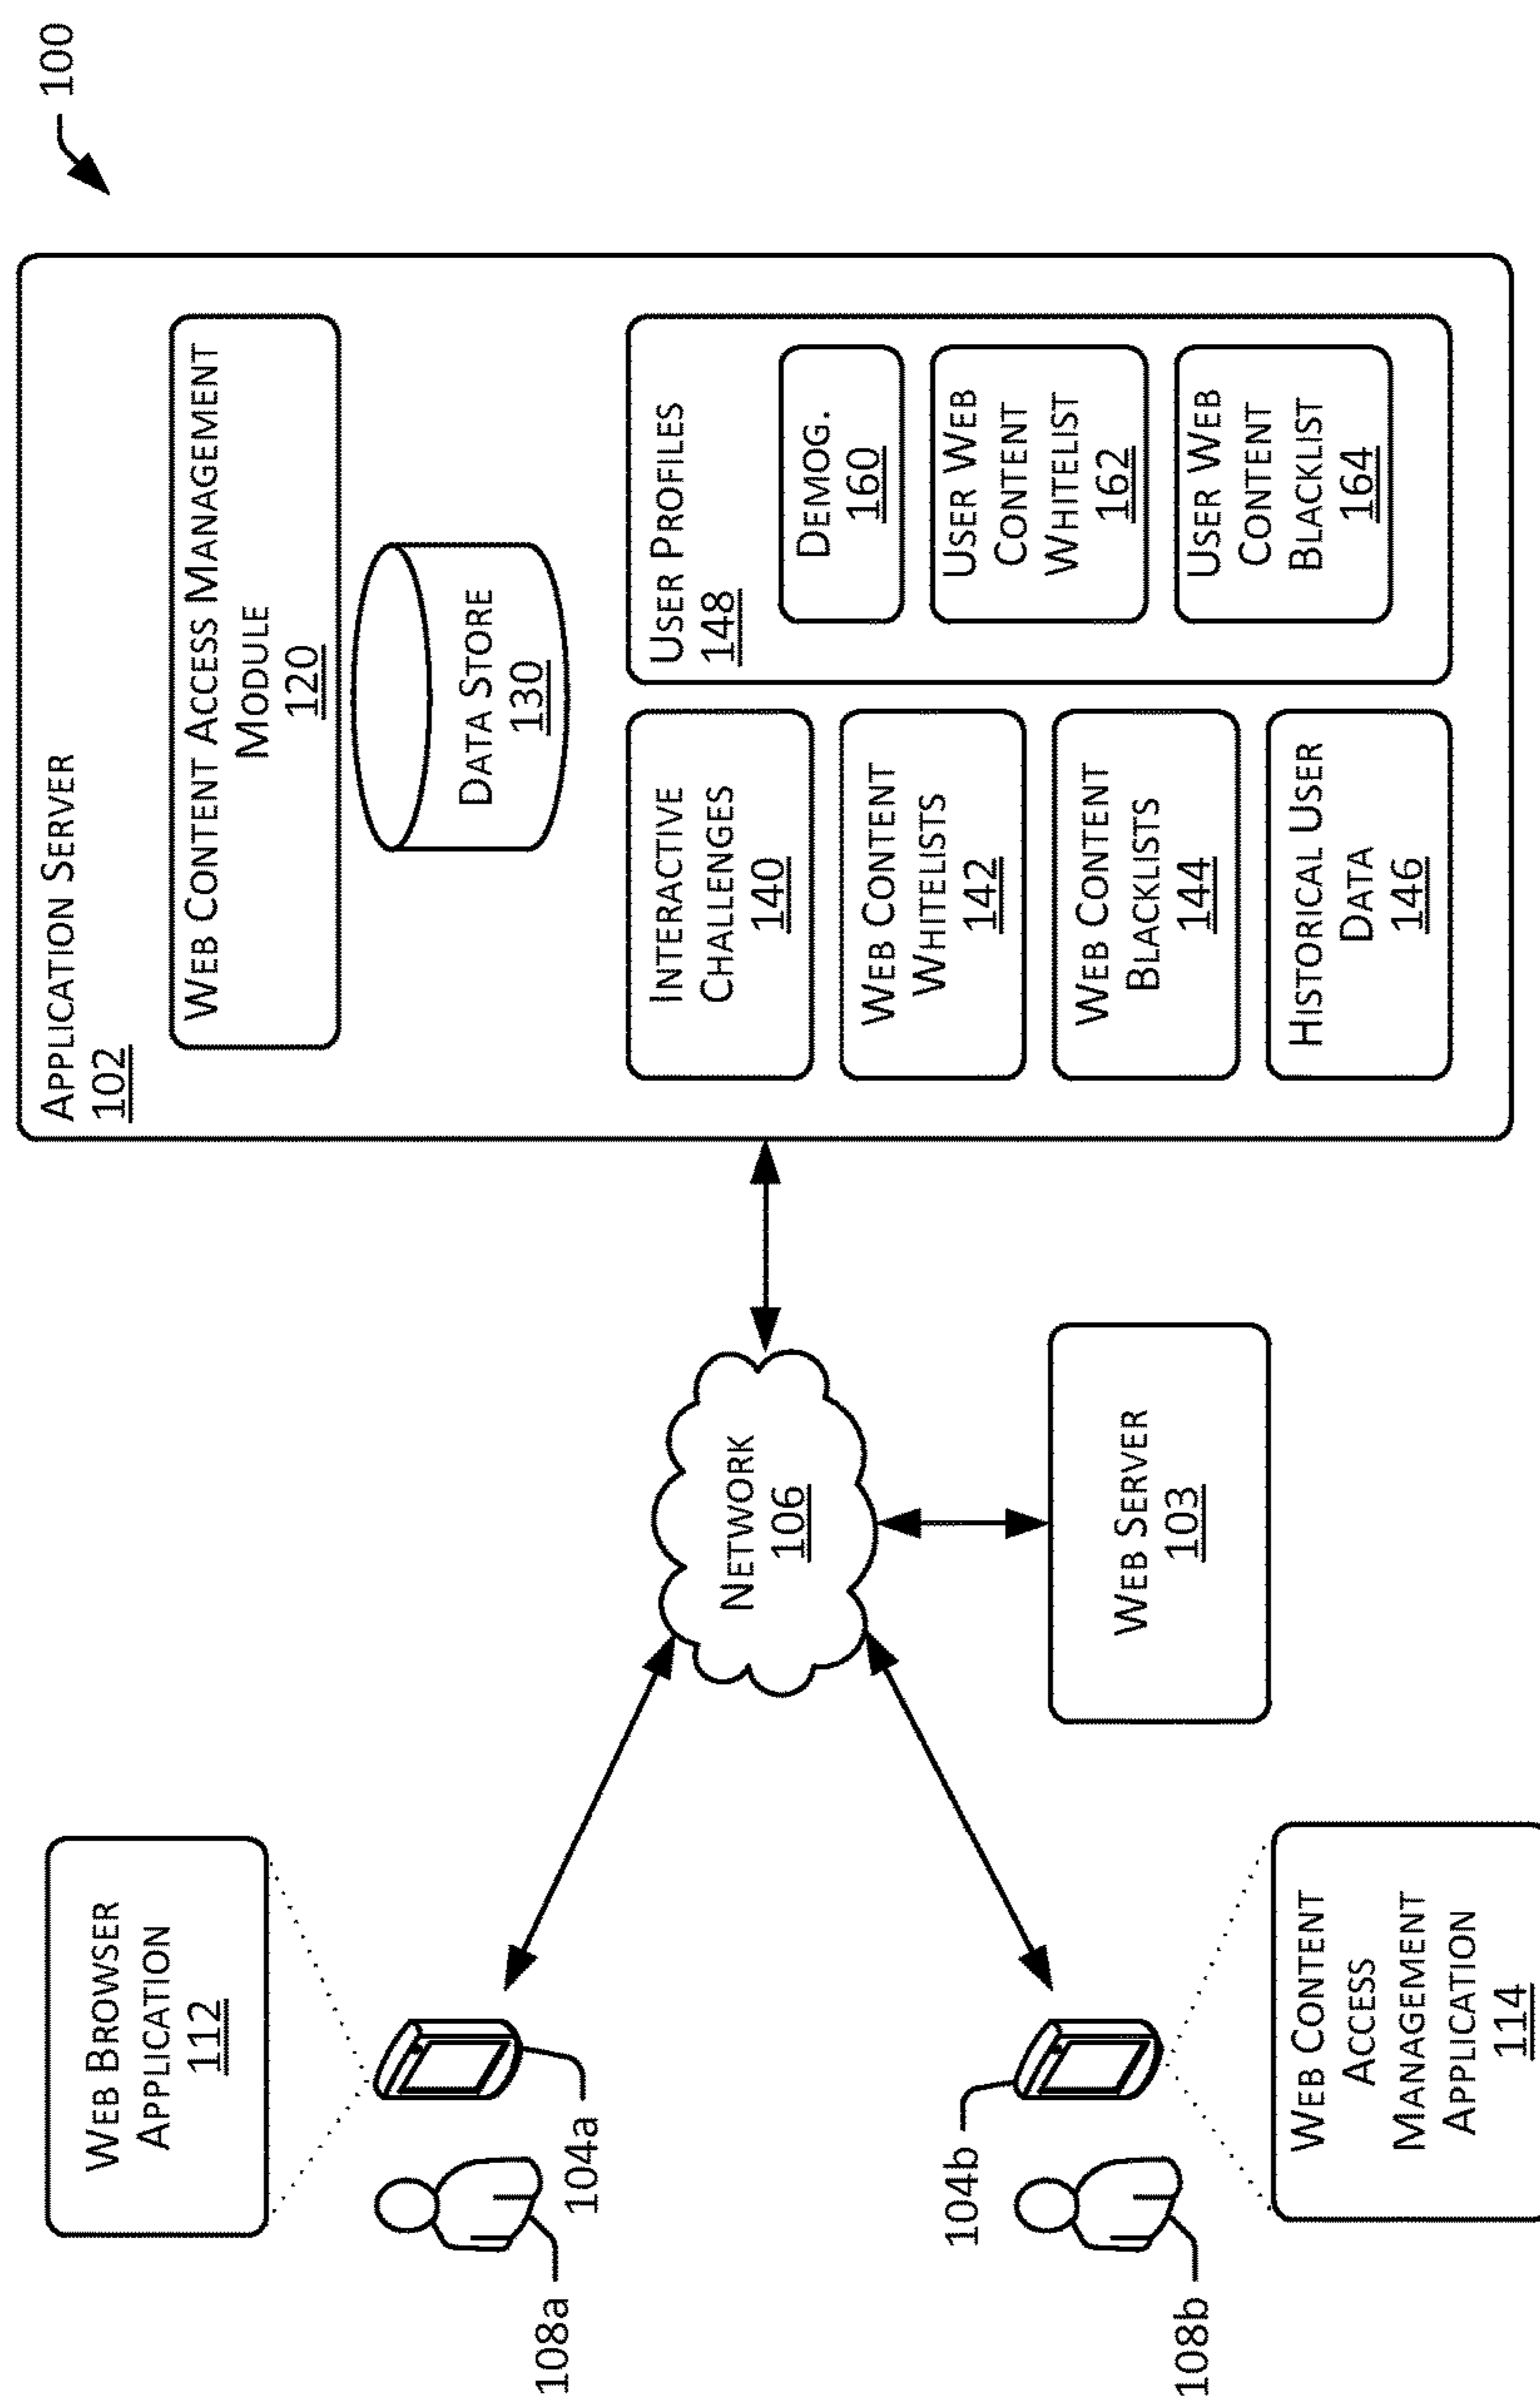 100
APPLICATION SERVER
102
WEB CONTENT ACCESS MANAGEMENT
MODULE
120
DATA STORE
130
INTERACTIVE
CHALLENGES
140
WEB CONTENT
WHITELISTS
142
WEB CONTENT
BLACKLISTS
144
HISTORICAL USER
DATA
146
USER PROFILES
148
DEMOG.
160
USER WEB
CONTENT
WHITELIST
162
USER WEB
CONTENT
BLACKLIST
164
NETWORK
106
WEB SERVER
103
WEB BROWSER
APPLICATION
112
104a
108a
104b
108b
WEB CONTENT
ACCESS
MANAGEMENT
APPLICATION
114